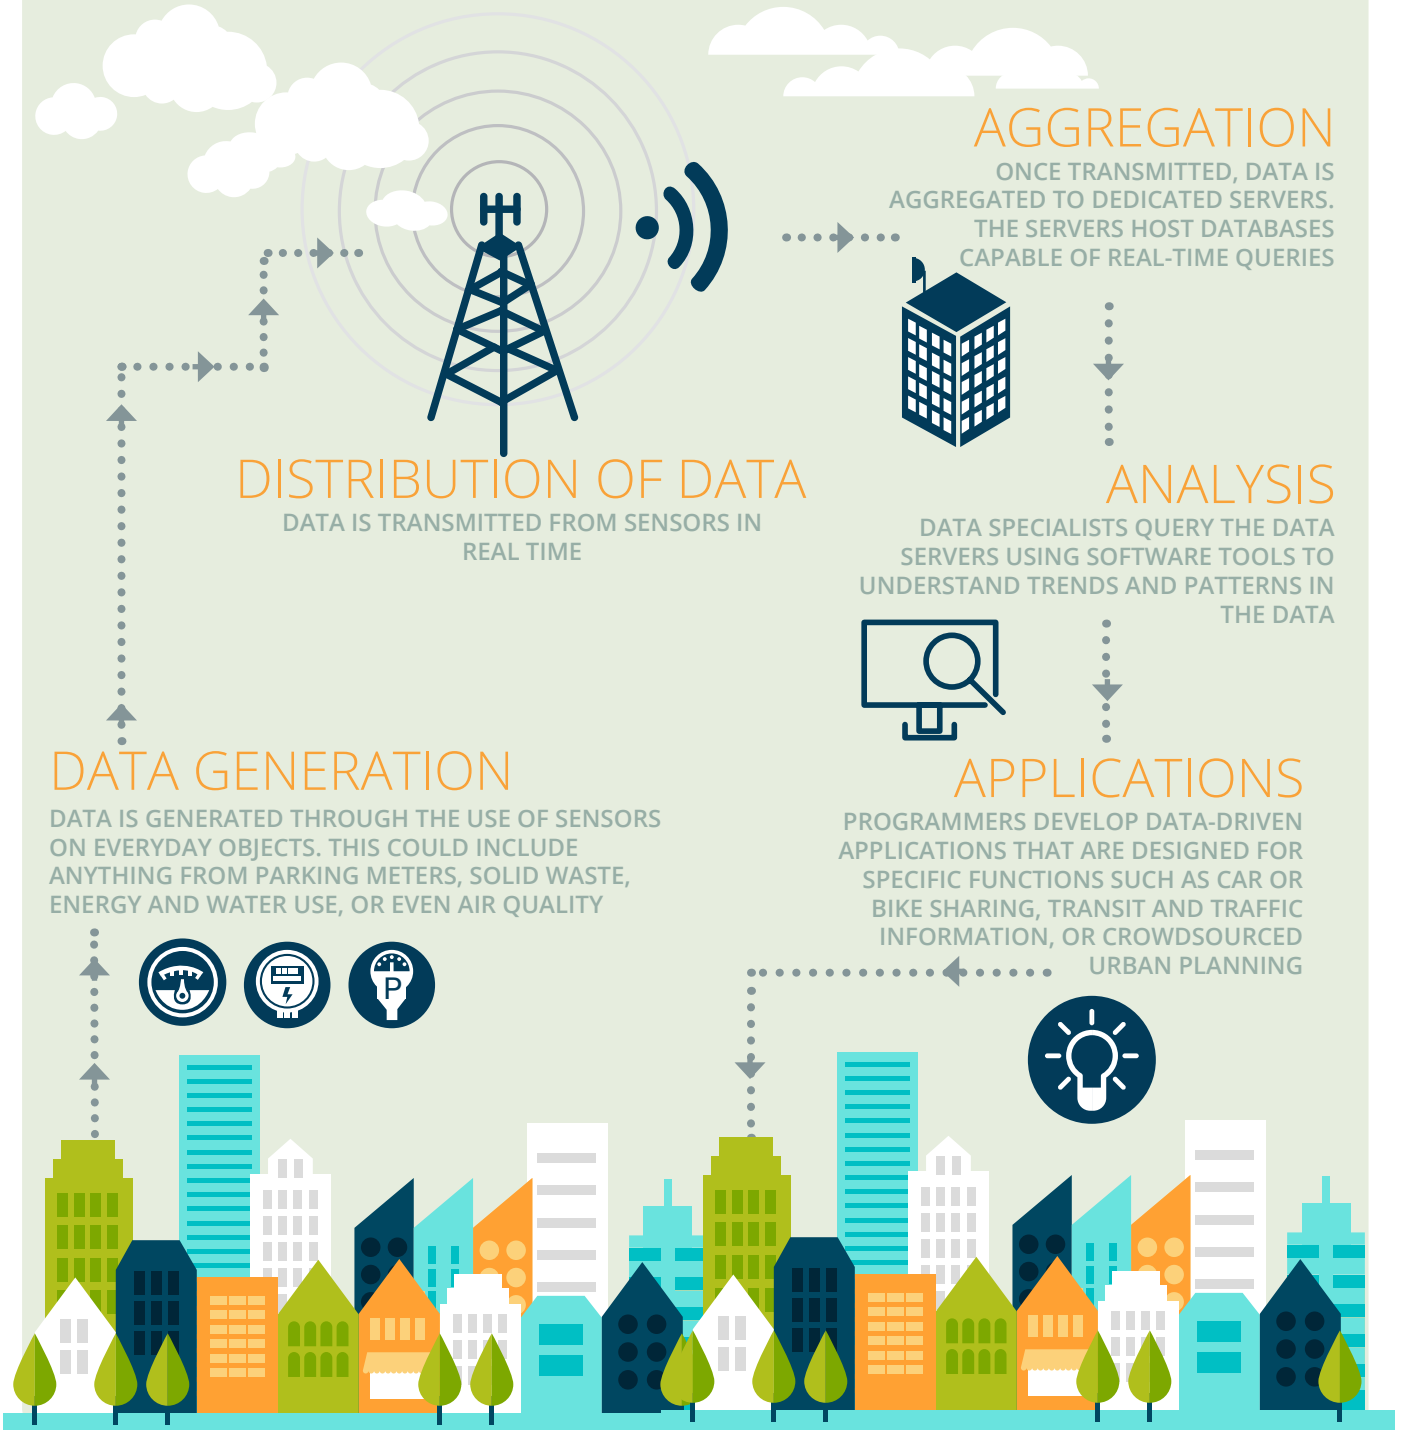 AGGREGATION
ONCE TRANSMITTED, DATA IS
AGGREGATED TO DEDICATED SERVERS.
THE SERVERS HOST DATABASES
CAPABLE OF REAL-TIME QUERIES
DISTRIBUTION OF DATA
DATA IS TRANSMITTED FROM SENSORS IN
REAL TIME
ANALYSIS
DATA SPECIALISTS QUERY THE DATA
SERVERS USING SOFTWARE TOOLS TO
UNDERSTAND TRENDS AND PATTERNS IN
THE DATA
DATA GENERATION
DATA IS GENERATED THROUGH THE USE OF SENSORS
ON EVERYDAY OBJECTS. THIS COULD INCLUDE
ANYTHING FROM PARKING METERS, SOLID WASTE,
ENERGY AND WATER USE, OR EVEN AIR QUALITY
P
APPLICATIONS
PROGRAMMERS DEVELOP DATA-DRIVEN
APPLICATIONS THAT ARE DESIGNED FOR
SPECIFIC FUNCTIONS SUCH AS CAR OR
BIKE SHARING, TRANSIT AND TRAFFIC
INFORMATION, OR CROWDSOURCED
URBAN PLANNING